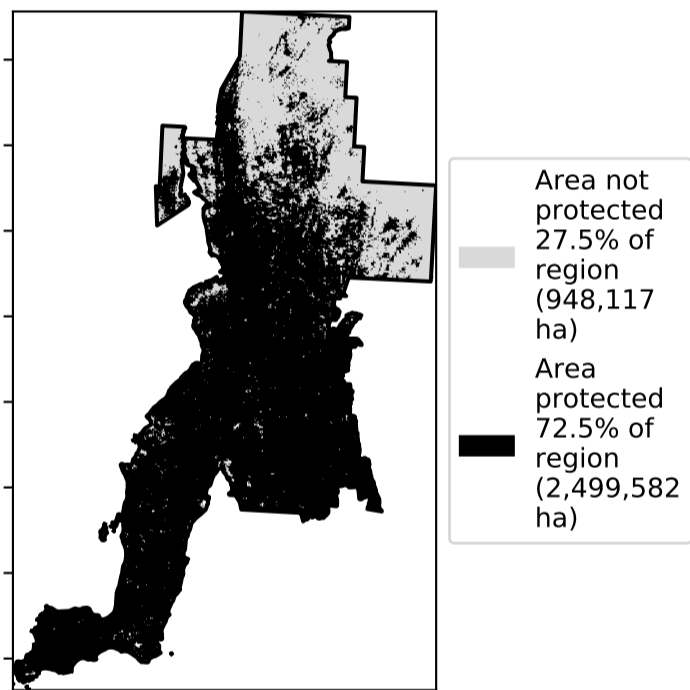 Area not
protected
27.5% of
region
(948,117
ha)
Area
protected
72.5% of
region
(2,499,582
ha)